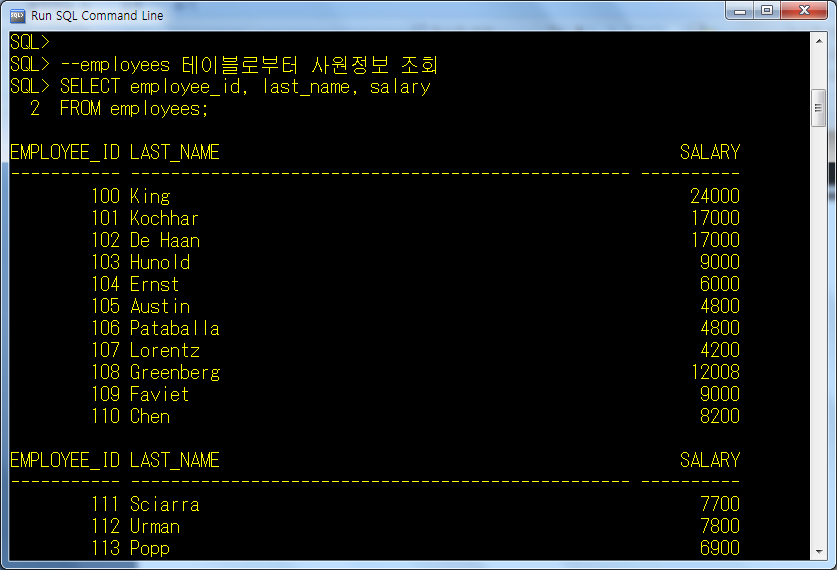 Run SQL Command Line
SQL>
SQL> --employees 테이블로부터 사원정보 조회
SQL> SELECT employee_id, last_name, salary
  2  FROM employees;
EMPLOYEE_ID LAST_NAME                                              SALARY
----------- -------------------------------------------------- ----------
        100 King                                                    24000
        101 Kochhar                                                 17000
        102 De Haan                                                 17000
        103 Hunold                                                   9000
        104 Ernst                                                    6000
        105 Austin                                                   4800
        106 Pataballa                                                4800
        107 Lorentz                                                  4200
        108 Greenberg                                               12008
        109 Faviet                                                   9000
        110 Chen                                                     8200
EMPLOYEE_ID LAST_NAME                                              SALARY
----------- -------------------------------------------------- ----------
        111 Sciarra                                                  7700
        112 Urman                                                    7800
        113 Popp                                                     6900